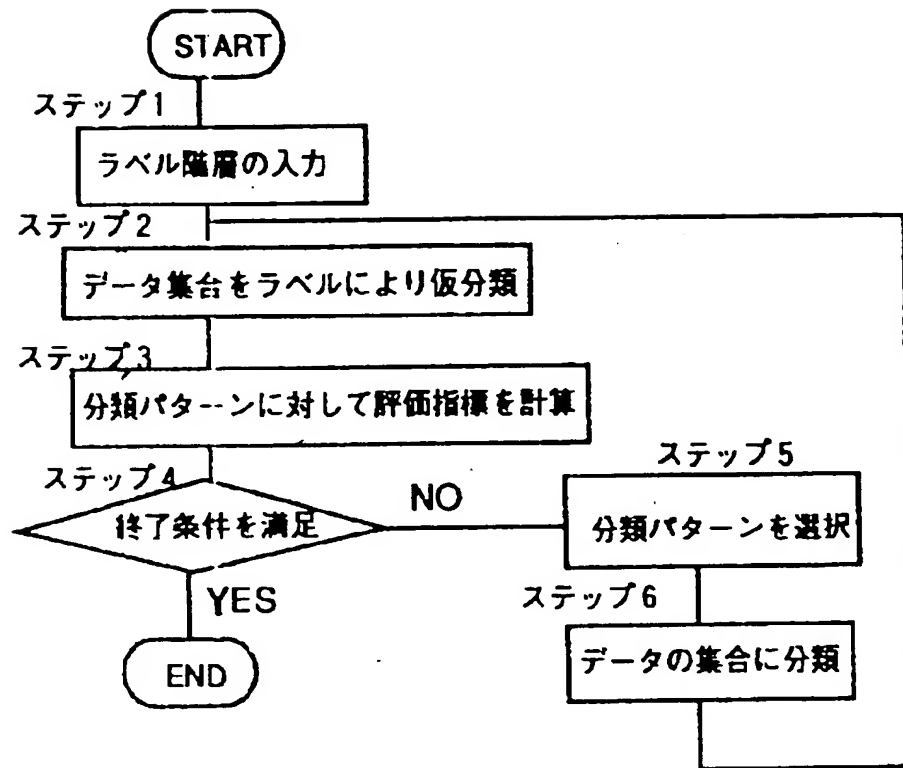 START
ステップ1
ラベル階層の入力
ステップ2
データ集合をラベルにより仮分類
ステップ3
分類パターンに対して評価指標を計算
ステップ4
終了条件を満足
NO
YES
END
ステップ5
分類パターンを選択
ステップ6
データの集合に分類